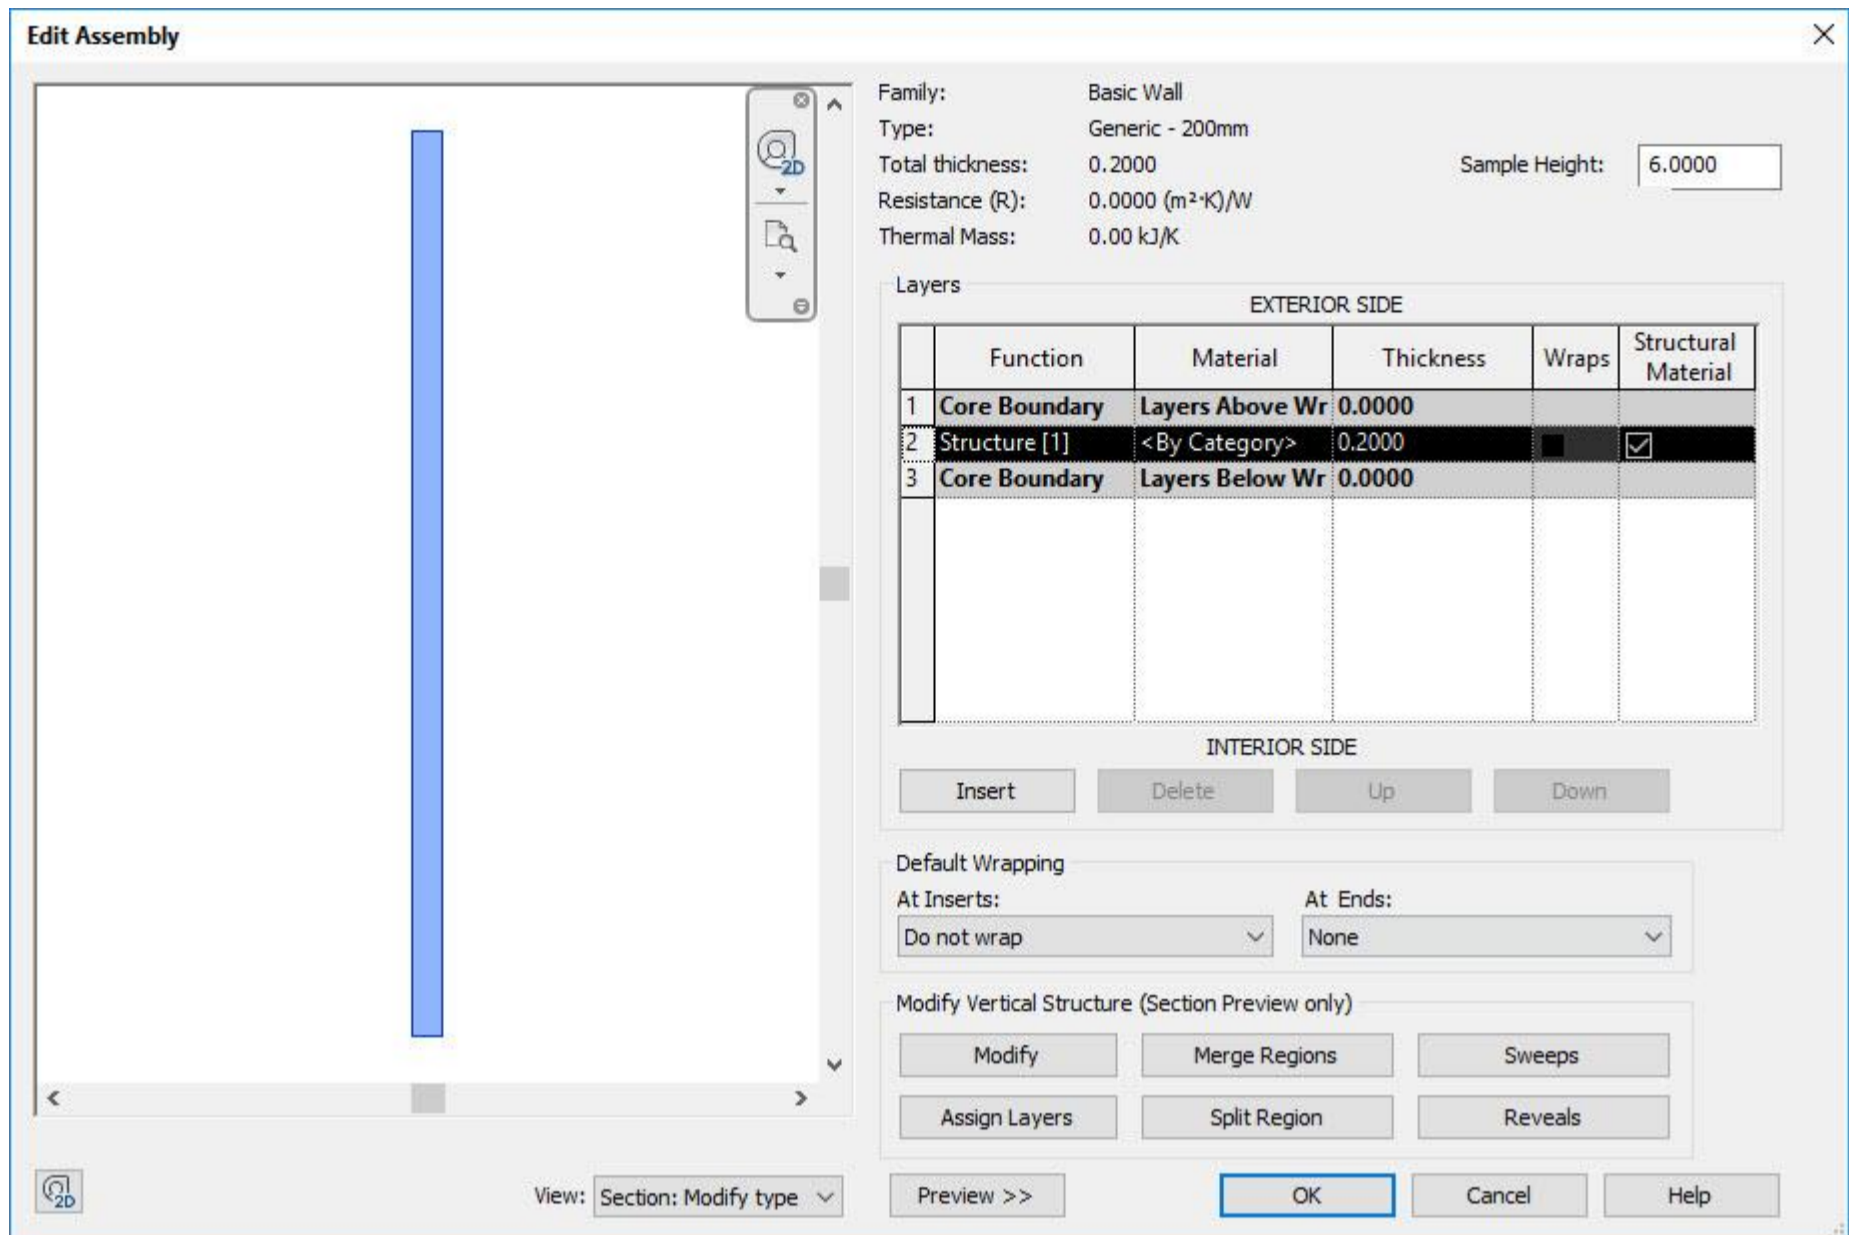 Edit Assembly
2D
Family: Basic Wall
Type: Generic - 200mm
Total thickness: 0.2000 Sample Height: 6.0000
Resistance (R): 0.0000 (m²·K)/W
Thermal Mass: 0.00 kJ/K
Layers
EXTERIOR SIDE
Function Material Thickness Wraps Structural Material
1 Core Boundary Layers Above Wr 0.0000
2 Structure [1] <By Category> 0.2000
3 Core Boundary Layers Below Wr 0.0000
INTERIOR SIDE
Insert Delete Up Down
Default Wrapping
At Inserts: At Ends:
Do not wrap None
Modify Vertical Structure (Section Preview only)
Modify Merge Regions Sweeps
Assign Layers Split Region Reveals
2D View: Section: Modify type Preview >> OK Cancel Help